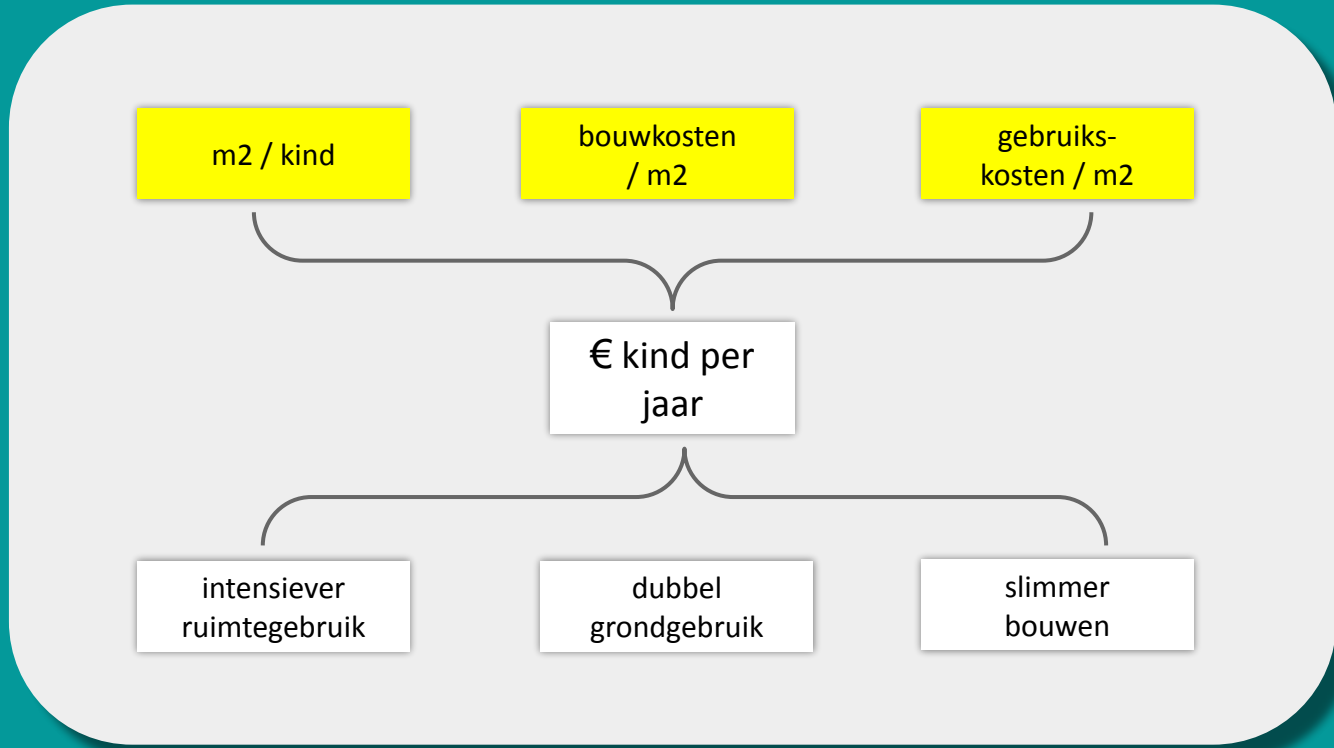 m2 / kind
bouwkosten
/ m2
gebruiks-
kosten / m2
€ kind per
jaar
intensiever
ruimtegebruik
dubbel
grondgebruik
slimmer
bouwen